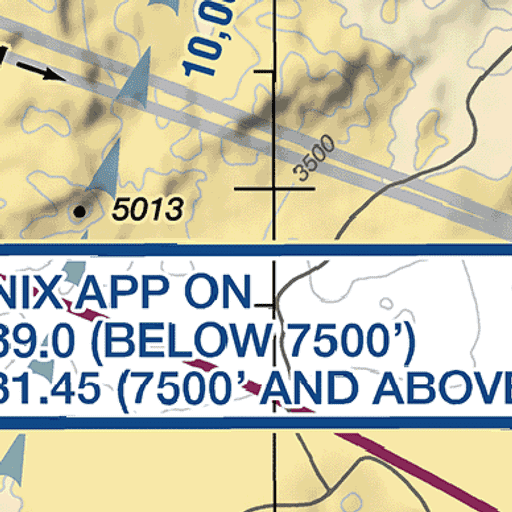 10,0
3500
5013
NIX APP ON
39.0 (BELOW 7500')
31.45 (7500' AND ABOVE